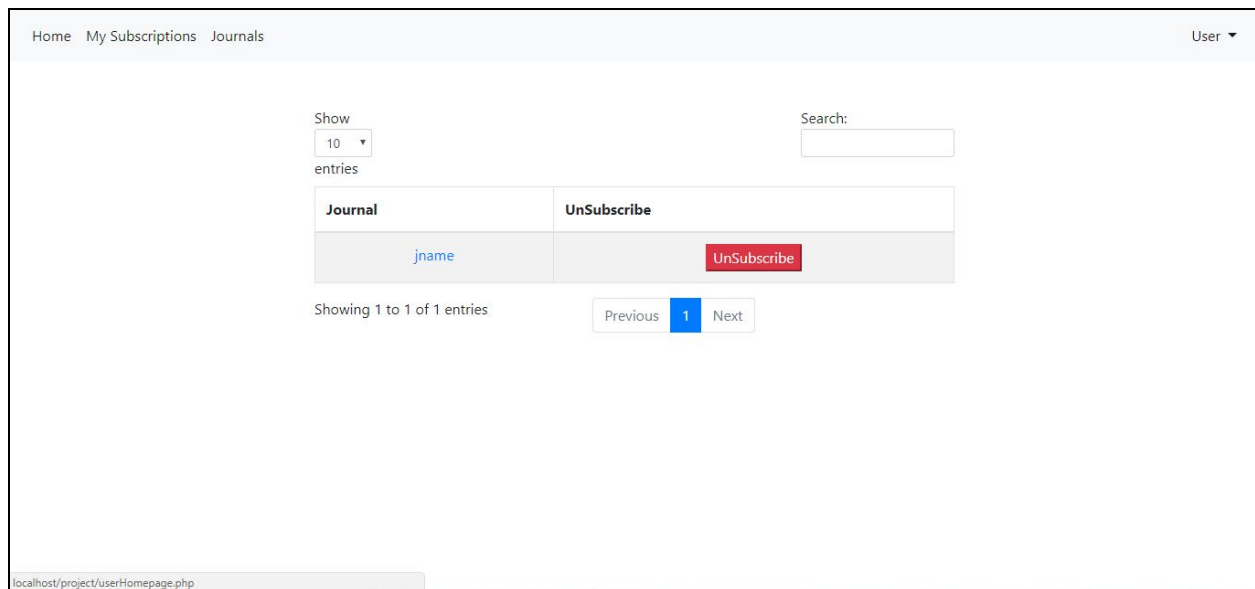 Home My Subscriptions Journals User
Show
10
entries
Search:
Journal UnSubscribe
jname UnSubscribe
Showing 1 to 1 of 1 entries Previous 1 Next
localhost/project/userHomepage.php